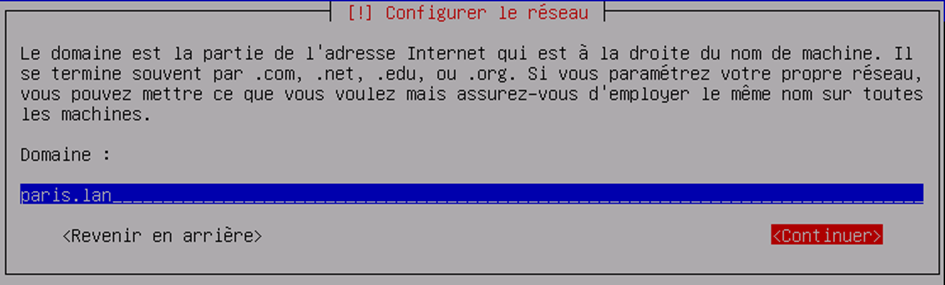 [!] Configurer le réseau
Le domaine est la partie de l'adresse Internet qui est à la droite du nom de machine. Il
se termine souvent par .com, .net, .edu, ou .org. Si vous paramétrez votre propre réseau,
vous pouvez mettre ce que vous voulez mais assurez-vous d'employer le même nom sur toutes
les machines.
Domaine :
paris.lan
<Revenir en arrière> <Continuer>